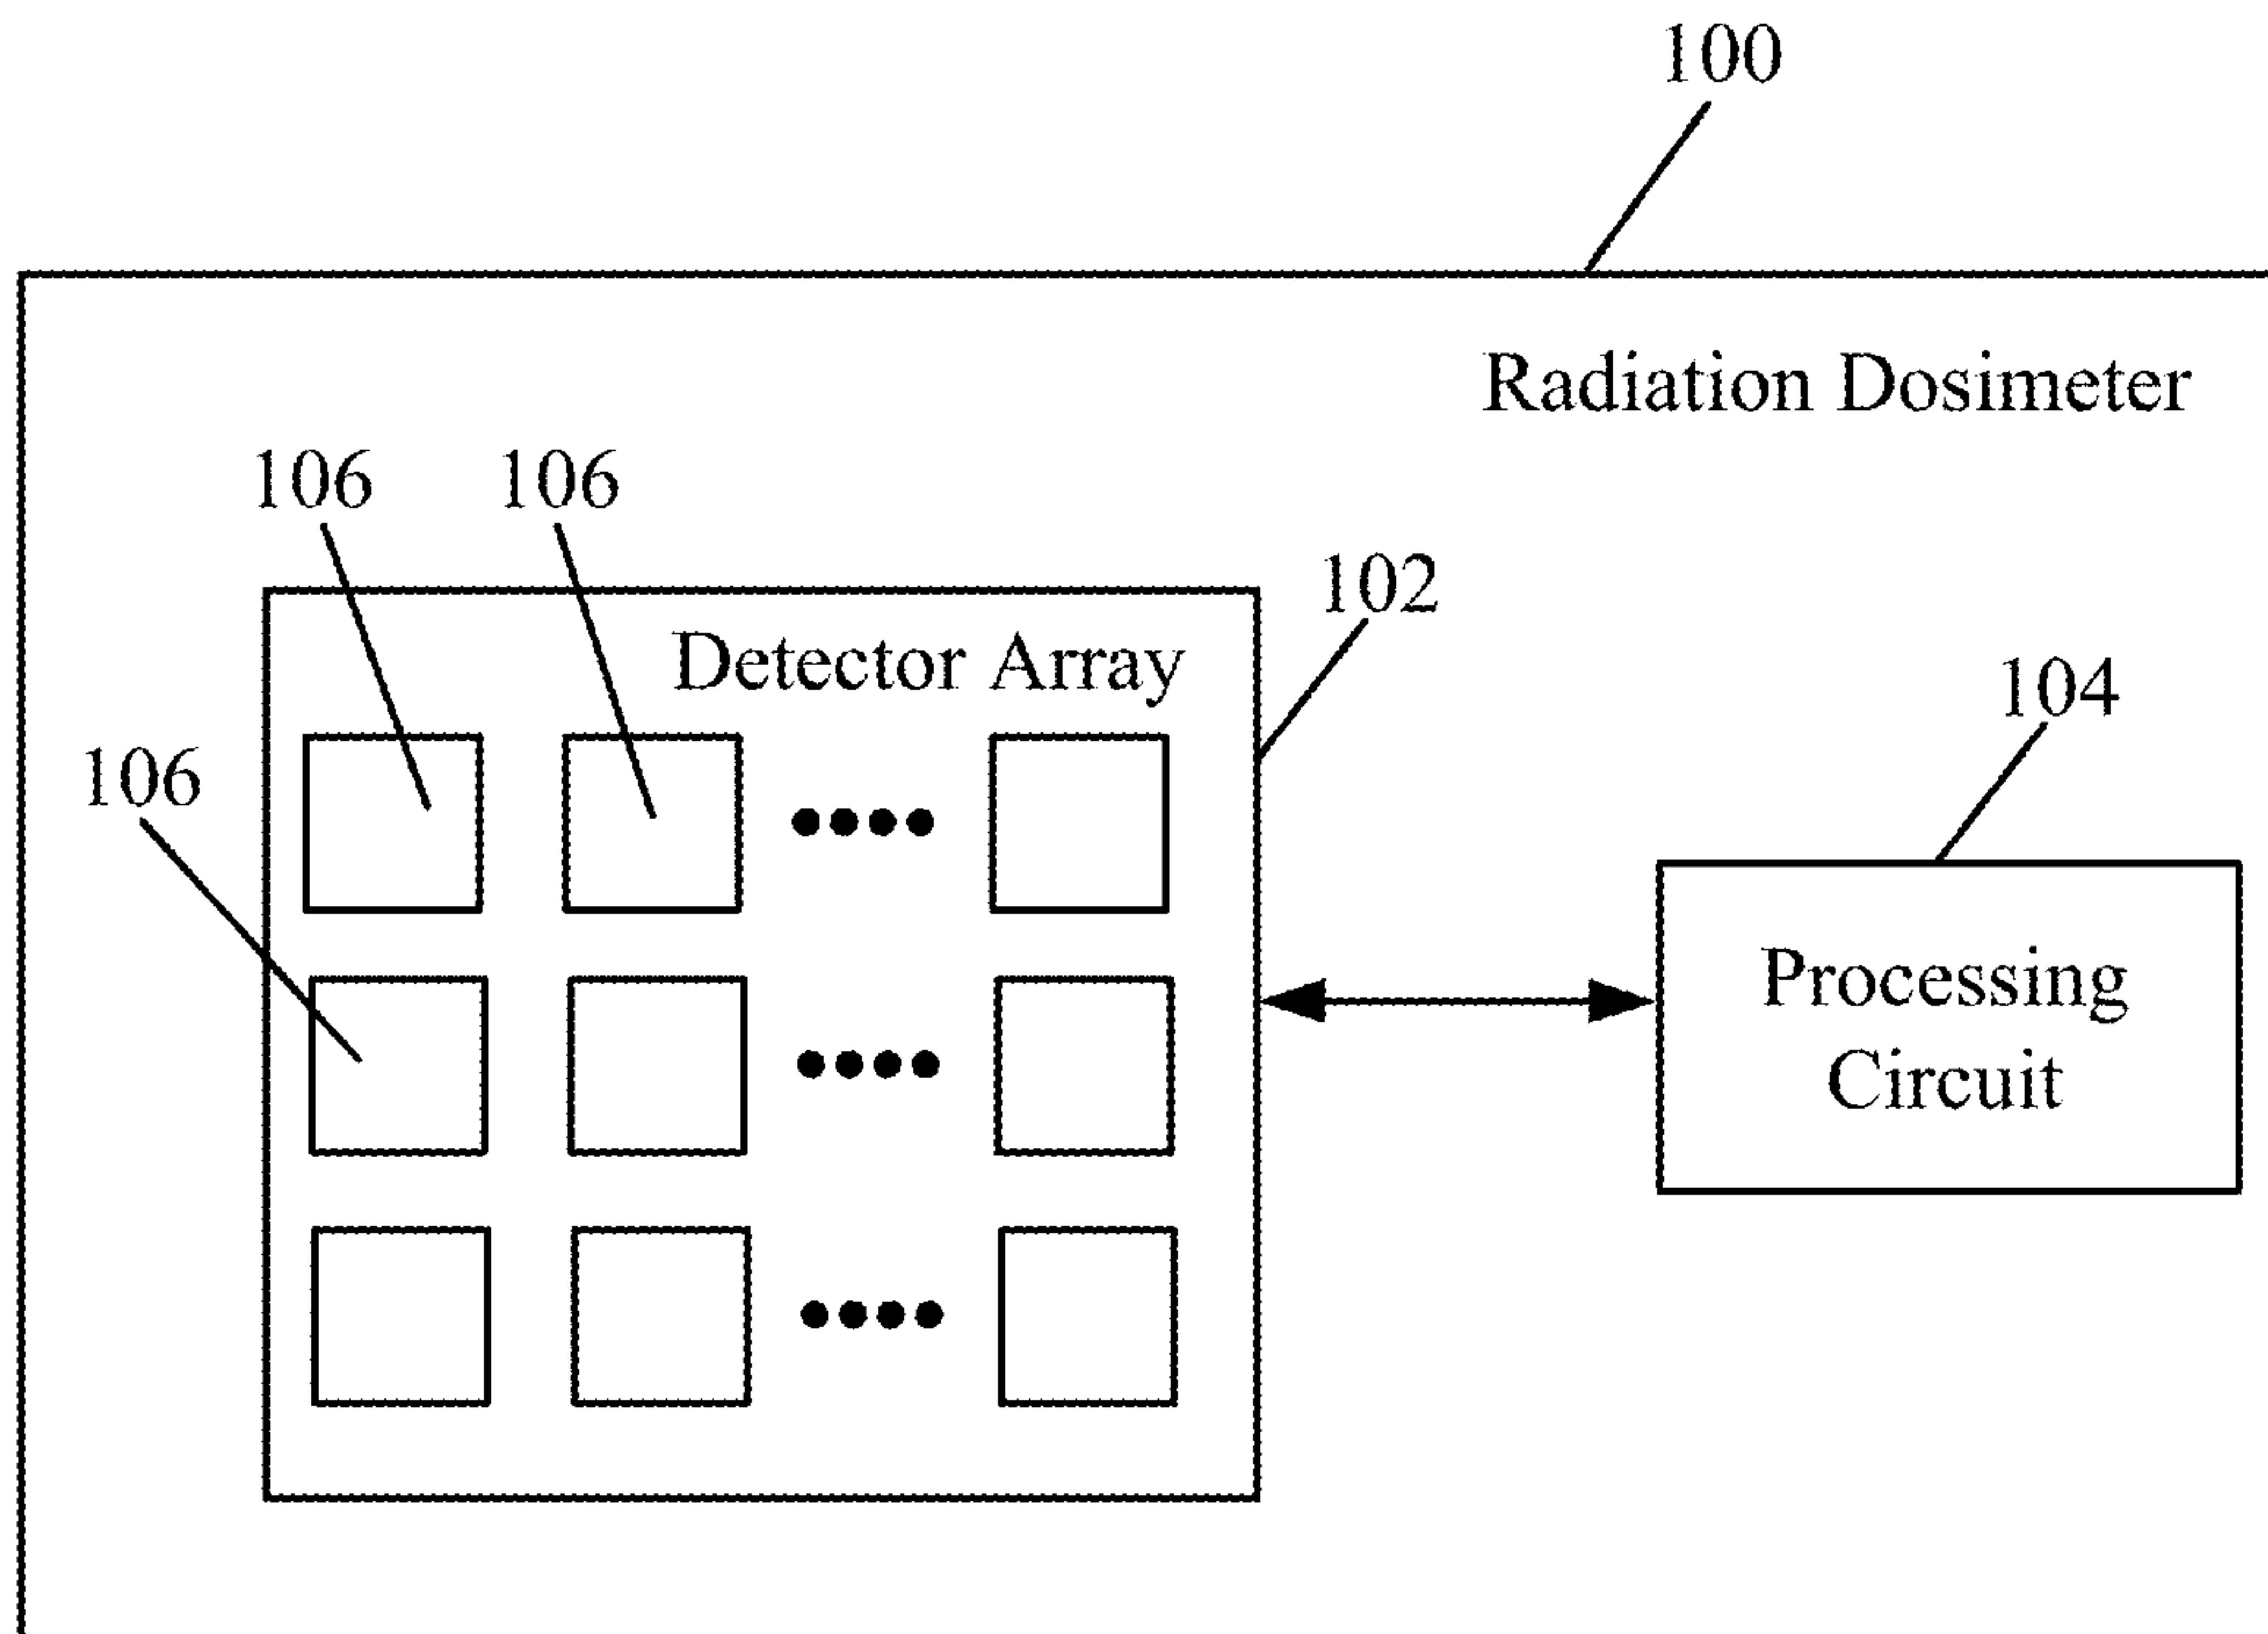 100
Radiation Dosimeter
106 106
102
Detector Array
104
106
Processing
Circuit